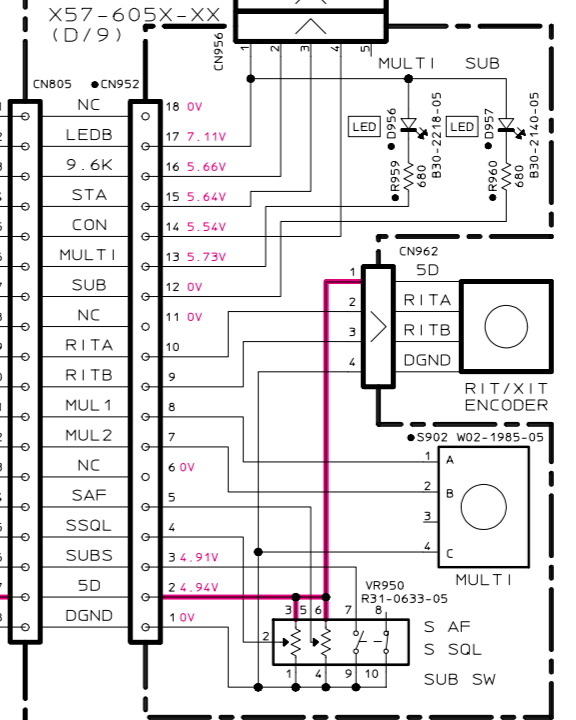 X57-605X-XX
(D/9)
CN956
1 2 3 4 5
MULTI SUB
CN805 CN952
NC 18 0V
LEDB 17 7.11V
9.6K 16 5.66V
STA 15 5.64V
CON 14 5.54V
MULTI 13 5.73V
SUB 12 0V
NC 11 0V
RITA 10
RITB 9
MUL1 8
MUL2 7
NC 6 0V
SAF 5
SSQL 4
SUBS 3 4.91V
5D 2 4.94V
DGND 1 0V
LED D956 B30-2218-05
R959 680
LED D957 B30-2140-05
R960 680
CN962
1 5D
2 RITA
3 RITB
4 DGND
RIT/XIT
ENCODER
S902 W02-1985-05
1 A
2 B
3
4 C
MULTI
VR950
R31-0633-05
3 5 6 7 8
2
1 4 9 10
S AF
S SQL
SUB SW